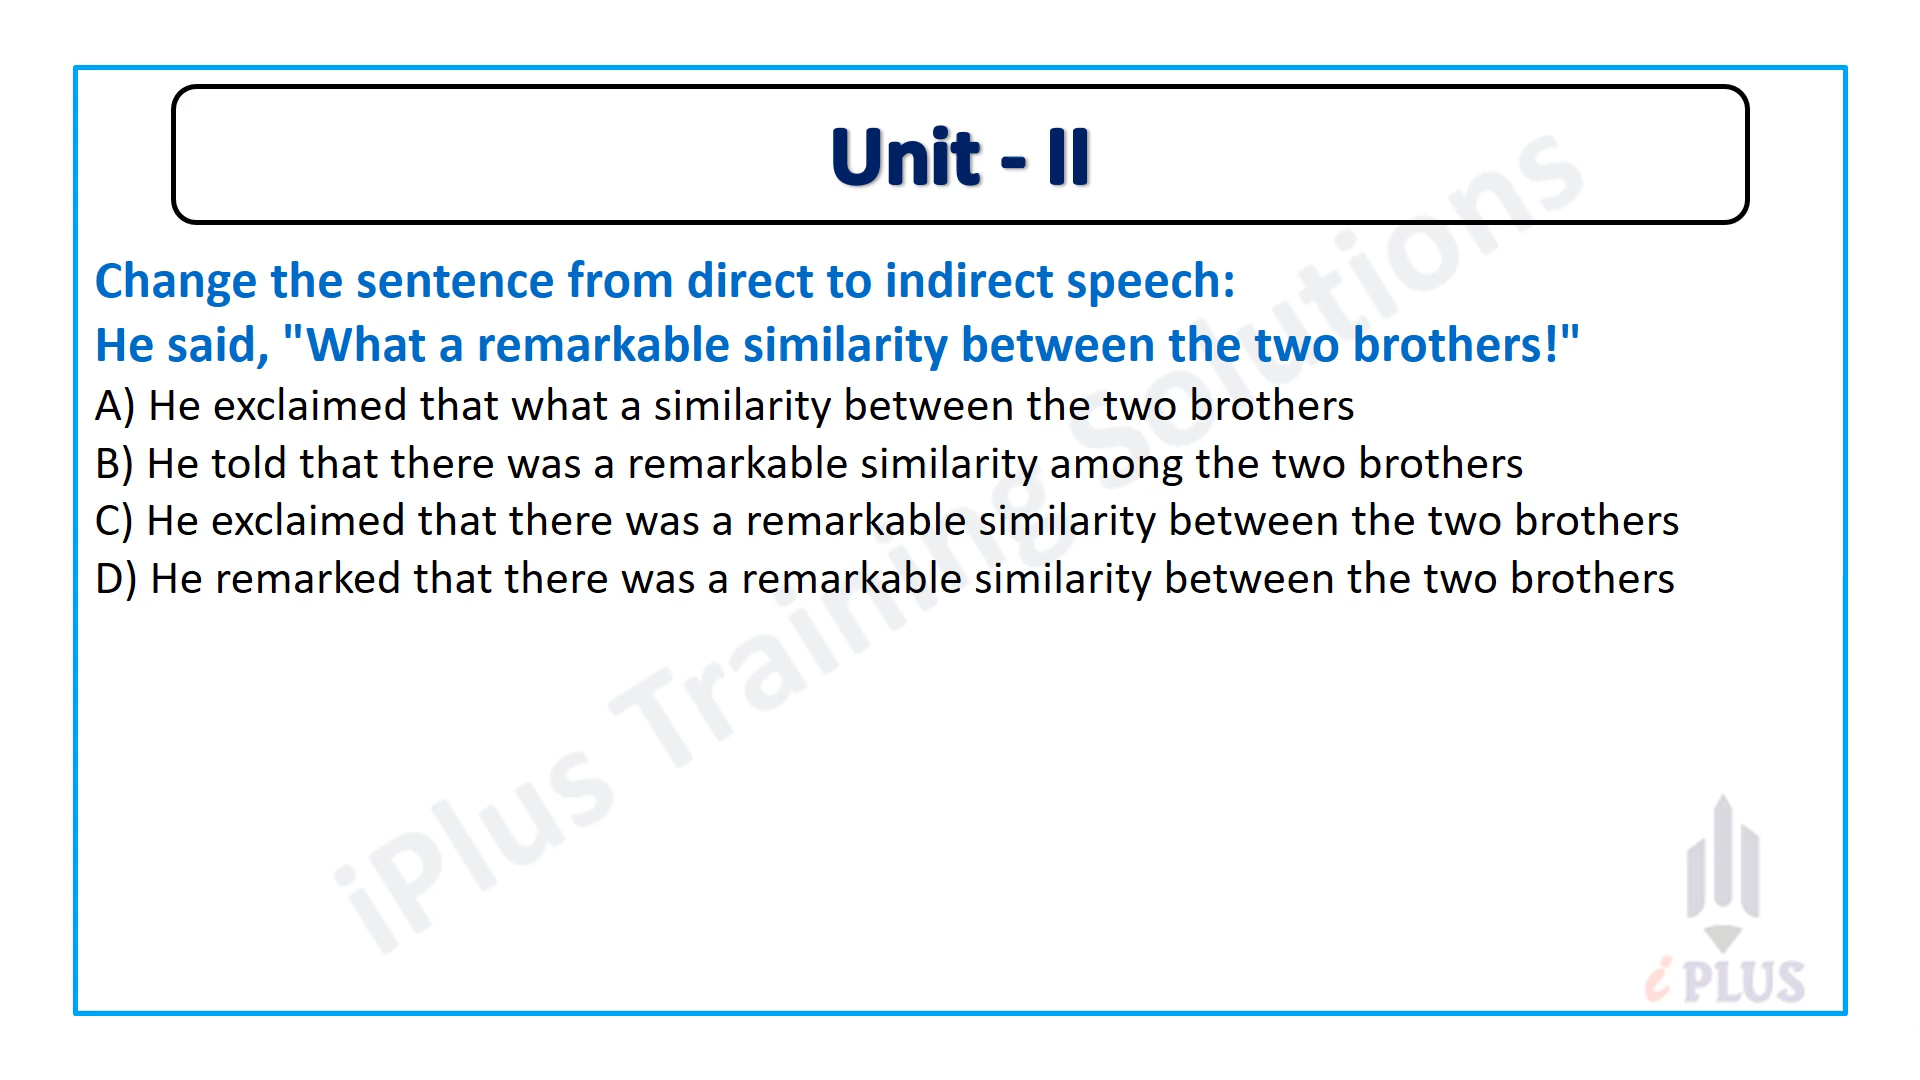 Unit - II
Change the sentence from direct to indirect speech:
He said, "What a remarkable similarity between the two brothers!"
A) He exclaimed that what a similarity between the two brothers
B) He told that there was a remarkable similarity among the two brothers
C) He exclaimed that there was a remarkable similarity between the two brothers
D) He remarked that there was a remarkable similarity between the two brothers
iPlus Training Solutions
i PLUS